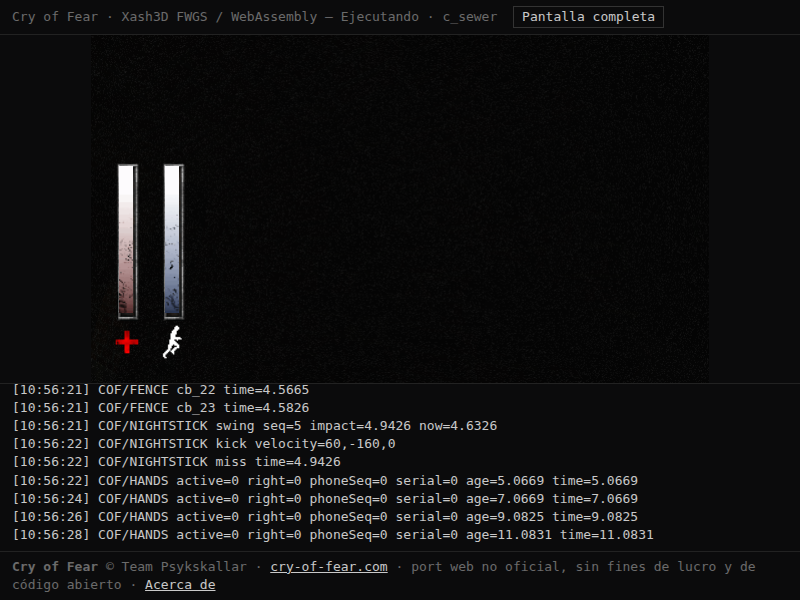 Cry of Fear · Xash3D FWGS / WebAssembly — Ejecutando · c_sewer Pantalla completa
[10:56:21] COF/FENCE cb_22 time=4.5665
[10:56:21] COF/FENCE cb_23 time=4.5826
[10:56:21] COF/NIGHTSTICK swing seq=5 impact=4.9426 now=4.6326
[10:56:22] COF/NIGHTSTICK kick velocity=60,-160,0
[10:56:22] COF/NIGHTSTICK miss time=4.9426
[10:56:22] COF/HANDS active=0 right=0 phoneSeq=0 serial=0 age=5.0669 time=5.0669
[10:56:24] COF/HANDS active=0 right=0 phoneSeq=0 serial=0 age=7.0669 time=7.0669
[10:56:26] COF/HANDS active=0 right=0 phoneSeq=0 serial=0 age=9.0825 time=9.0825
[10:56:28] COF/HANDS active=0 right=0 phoneSeq=0 serial=0 age=11.0831 time=11.0831
Cry of Fear © Team Psykskallar · cry-of-fear.com · port web no oficial, sin fines de lucro y de
código abierto · Acerca de